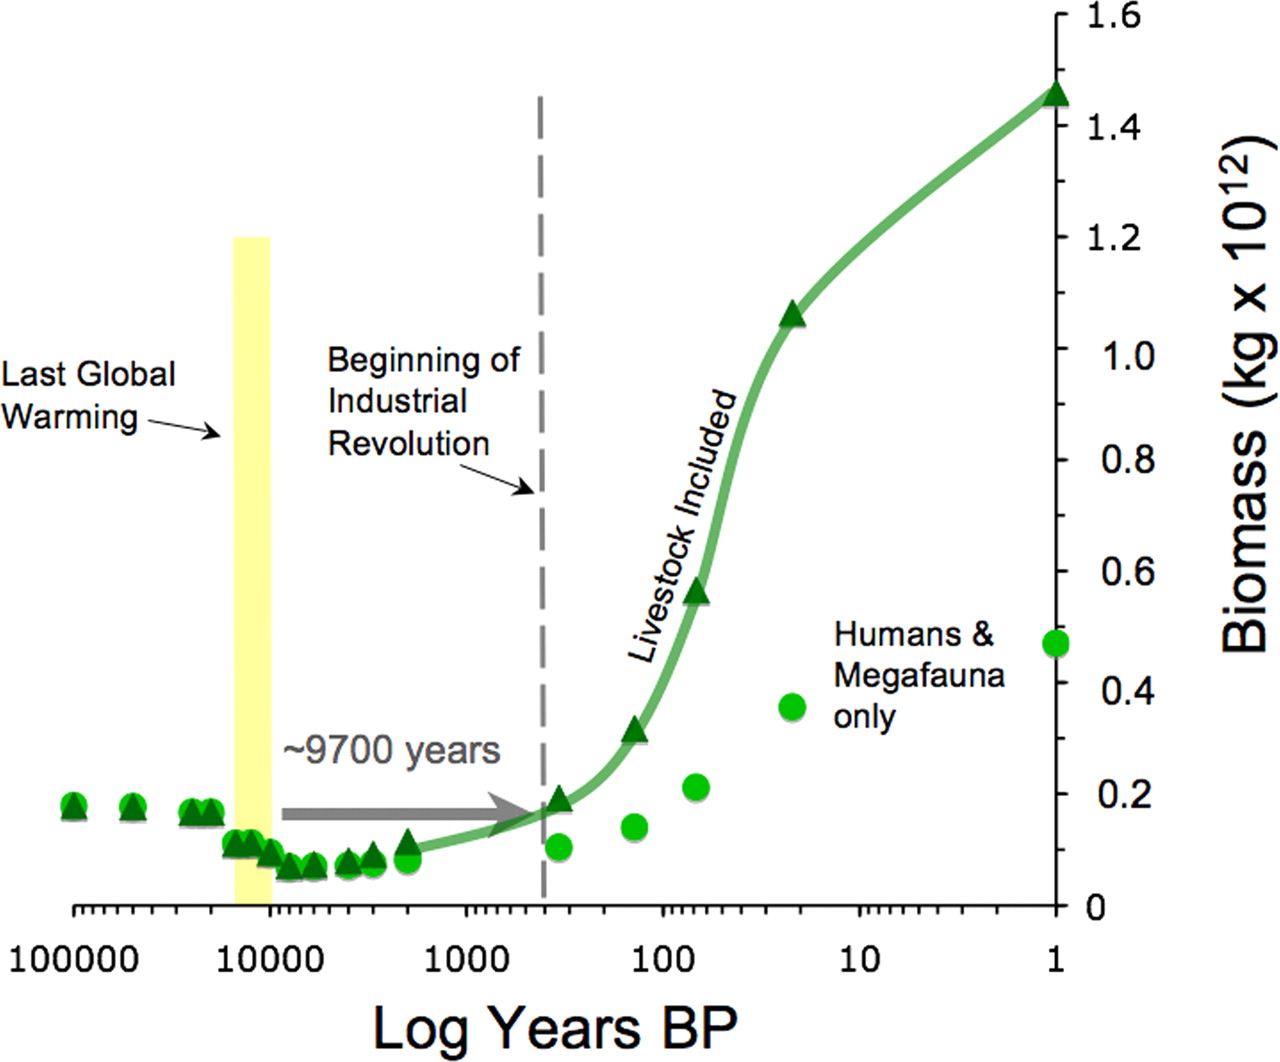 1.6
1.4
1.2
1.0
0.8
0.6
0.4
0.2
0
Biomass (kg x 10¹²)
Last Global
Warming
Beginning of
Industrial
Revolution
Livestock Included
Humans &
Megafauna
only
~9700 years
100000 10000 1000 100 10 1
Log Years BP